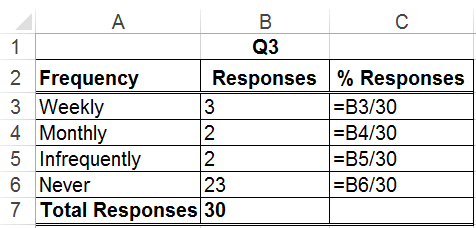 A B C
1 Q3
2 Frequency Responses % Responses
3 Weekly 3 =B3/30
4 Monthly 2 =B4/30
5 Infrequently 2 =B5/30
6 Never 23 =B6/30
7 Total Responses 30